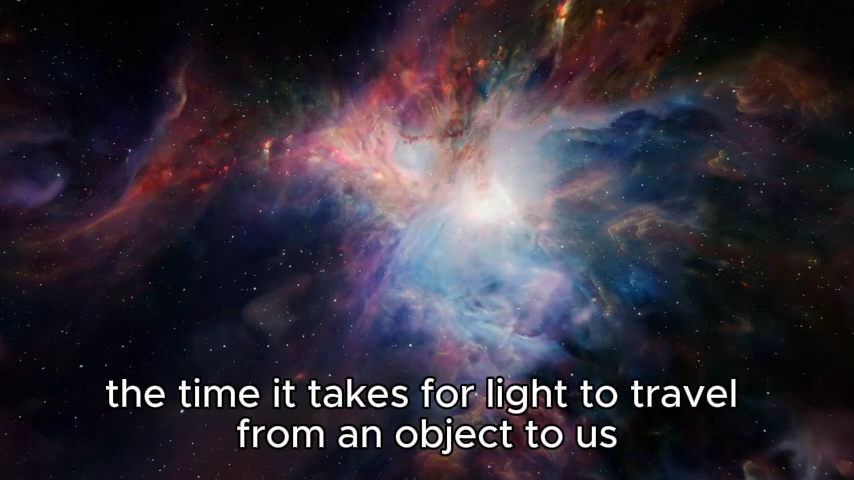 the time it takes for light to travel
from an object to us